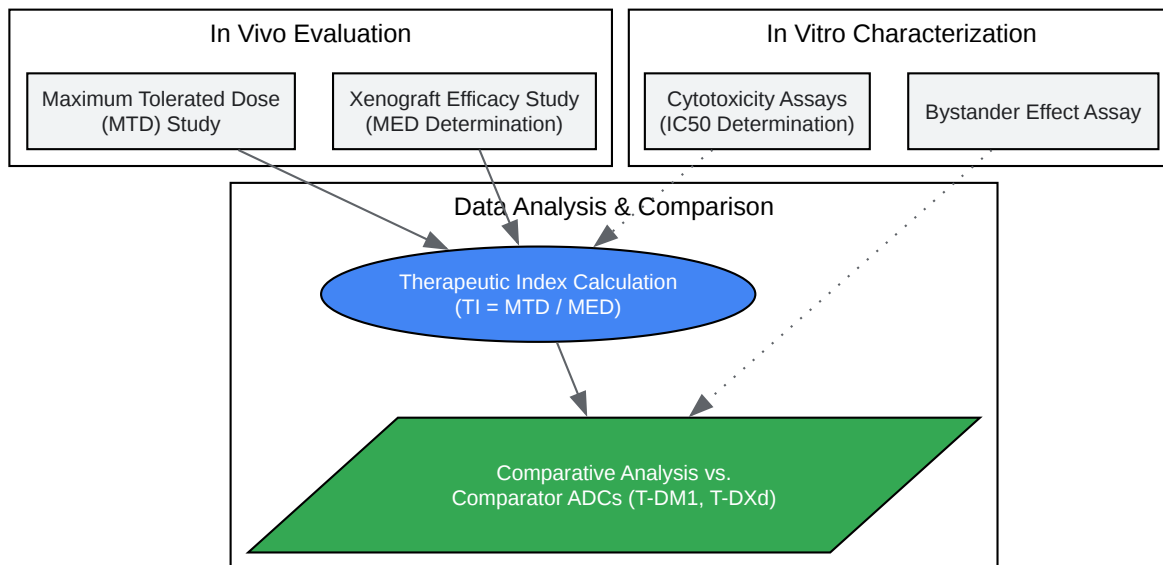 In Vivo Evaluation
Maximum Tolerated Dose
(MTD) Study
Xenograft Efficacy Study
(MED Determination)
In Vitro Characterization
Cytotoxicity Assays
(IC50 Determination)
Bystander Effect Assay
Data Analysis & Comparison
Therapeutic Index Calculation
(TI = MTD / MED)
Comparative Analysis vs.
Comparator ADCs (T-DM1, T-DXd)